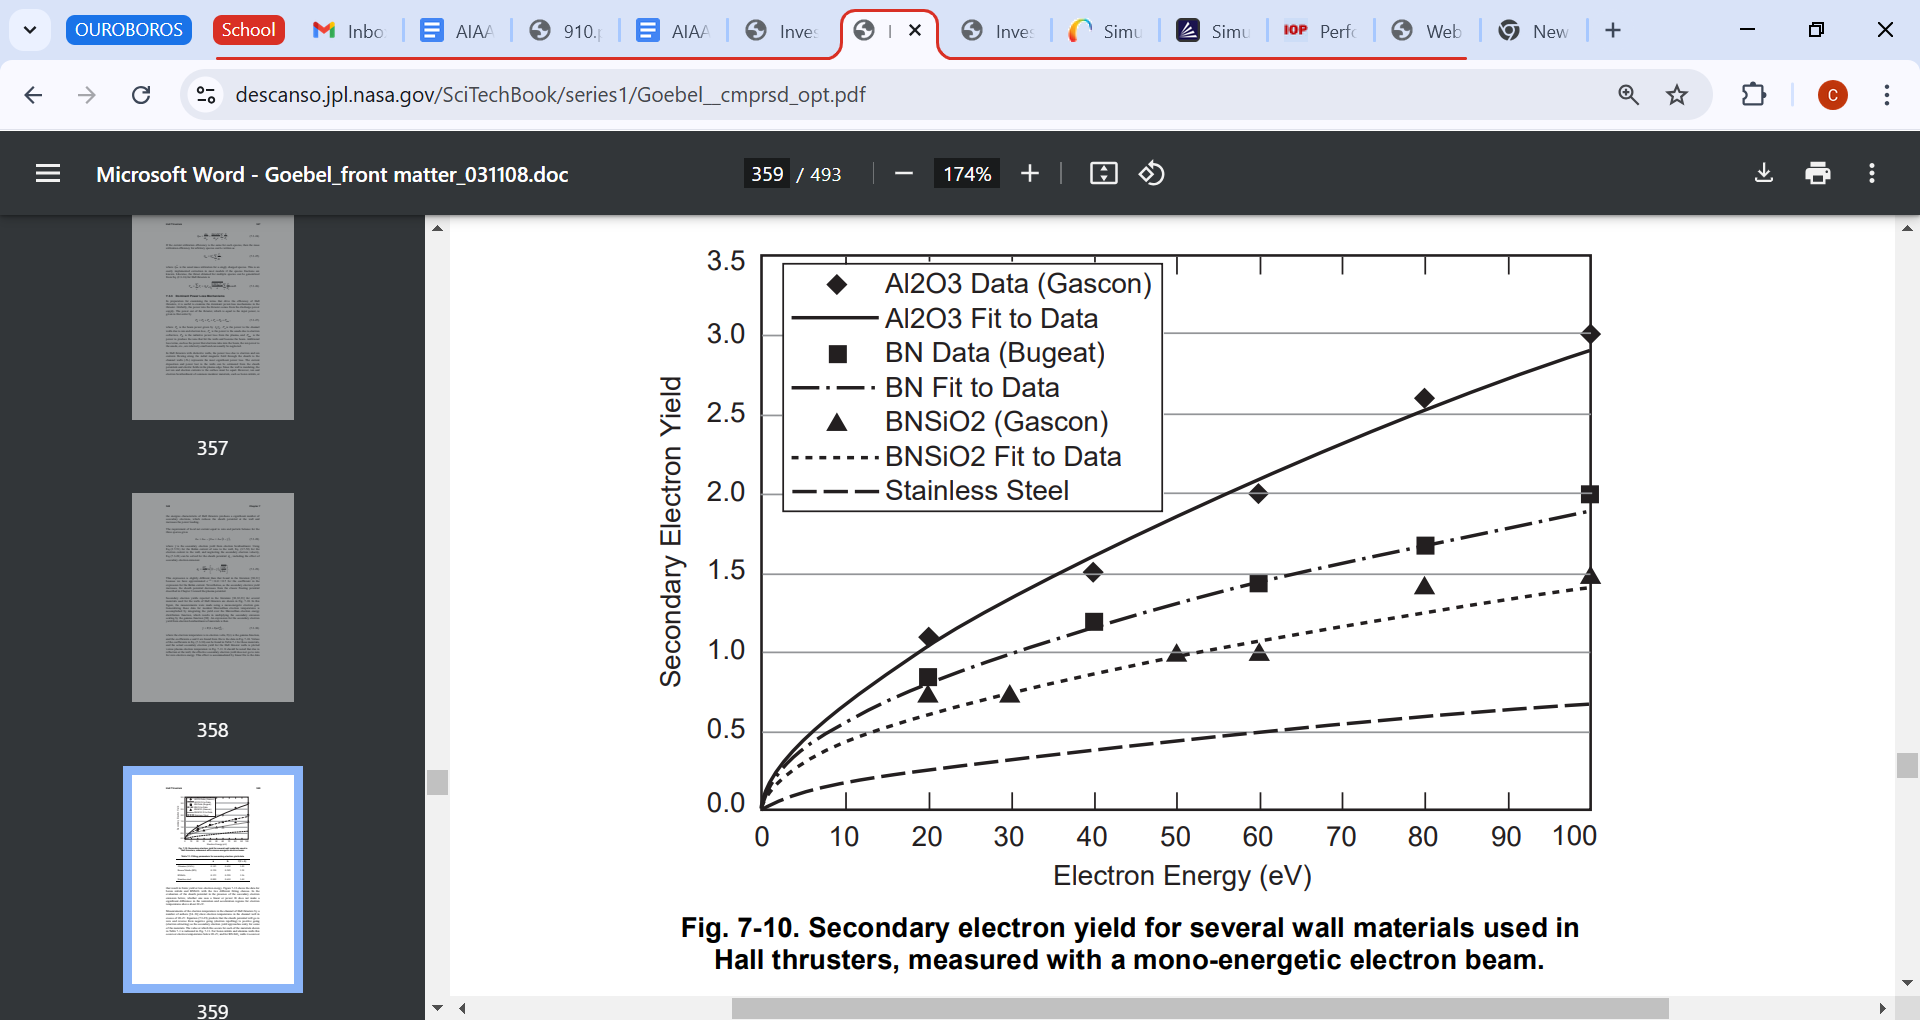 OUROBOROS
School
Inbo
AIAA
910.p
AIAA
Inves
I
Inves
Simu
Simu
IOP Perfo
Web
New
descanso.jpl.nasa.gov/SciTechBook/series1/Goebel__cmprsd_opt.pdf
C
Microsoft Word - Goebel_front matter_031108.doc
359 / 493
174%
357
358
359
3.5
3.0
2.5
2.0
1.5
1.0
0.5
0.0
Secondary Electron Yield
Al2O3 Data (Gascon)
Al2O3 Fit to Data
BN Data (Bugeat)
BN Fit to Data
BNSiO2 (Gascon)
BNSiO2 Fit to Data
Stainless Steel
0 10 20 30 40 50 60 70 80 90 100
Electron Energy (eV)
Fig. 7-10. Secondary electron yield for several wall materials used in
Hall thrusters, measured with a mono-energetic electron beam.